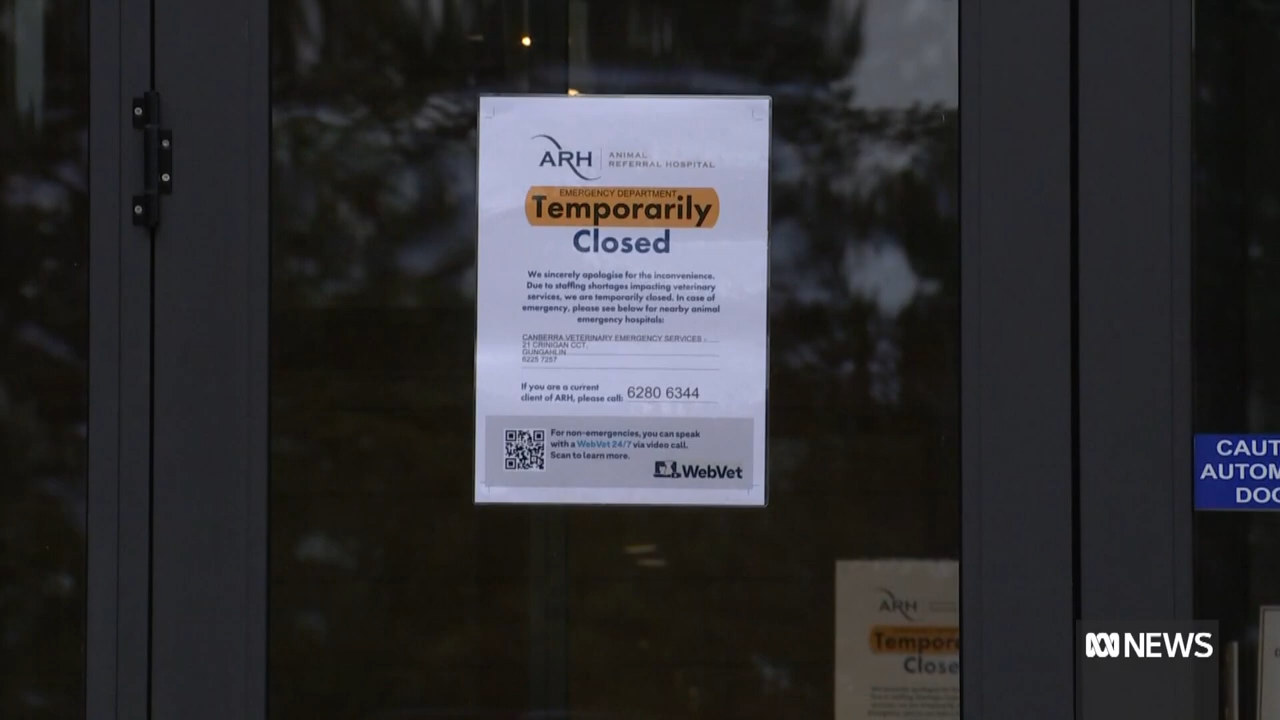 ARH ANIMAL
REFERRAL HOSPITAL
EMERGENCY DEPARTMENT
Temporarily
Closed
We sincerely apologise for the inconvenience.
Due to staffing shortages impacting veterinary
services, we are temporarily closed. In case of
emergency, please see below for nearby animal
emergency hospitals:
CANBERRA VETERINARY EMERGENCY SERVICES -
21 CRINIGAN CCT,
GUNGAHLIN
6225 7257
If you are a current
client of ARH, please call: 6280 6344
For non-emergencies, you can speak
with a WebVet 24/7 via video call.
Scan to learn more.
WebVet
CAUT
AUTOM
DOO
ARH
Tempora
Close
NEWS